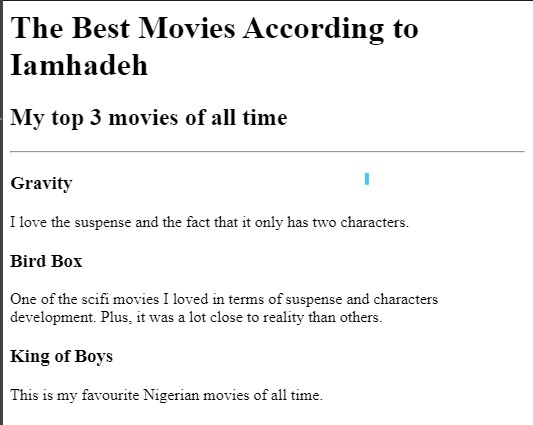 The Best Movies According to
Iamhadeh
My top 3 movies of all time
Gravity
I love the suspense and the fact that it only has two characters.
Bird Box
One of the scifi movies I loved in terms of suspense and characters
development. Plus, it was a lot close to reality than others.
King of Boys
This is my favourite Nigerian movies of all time.